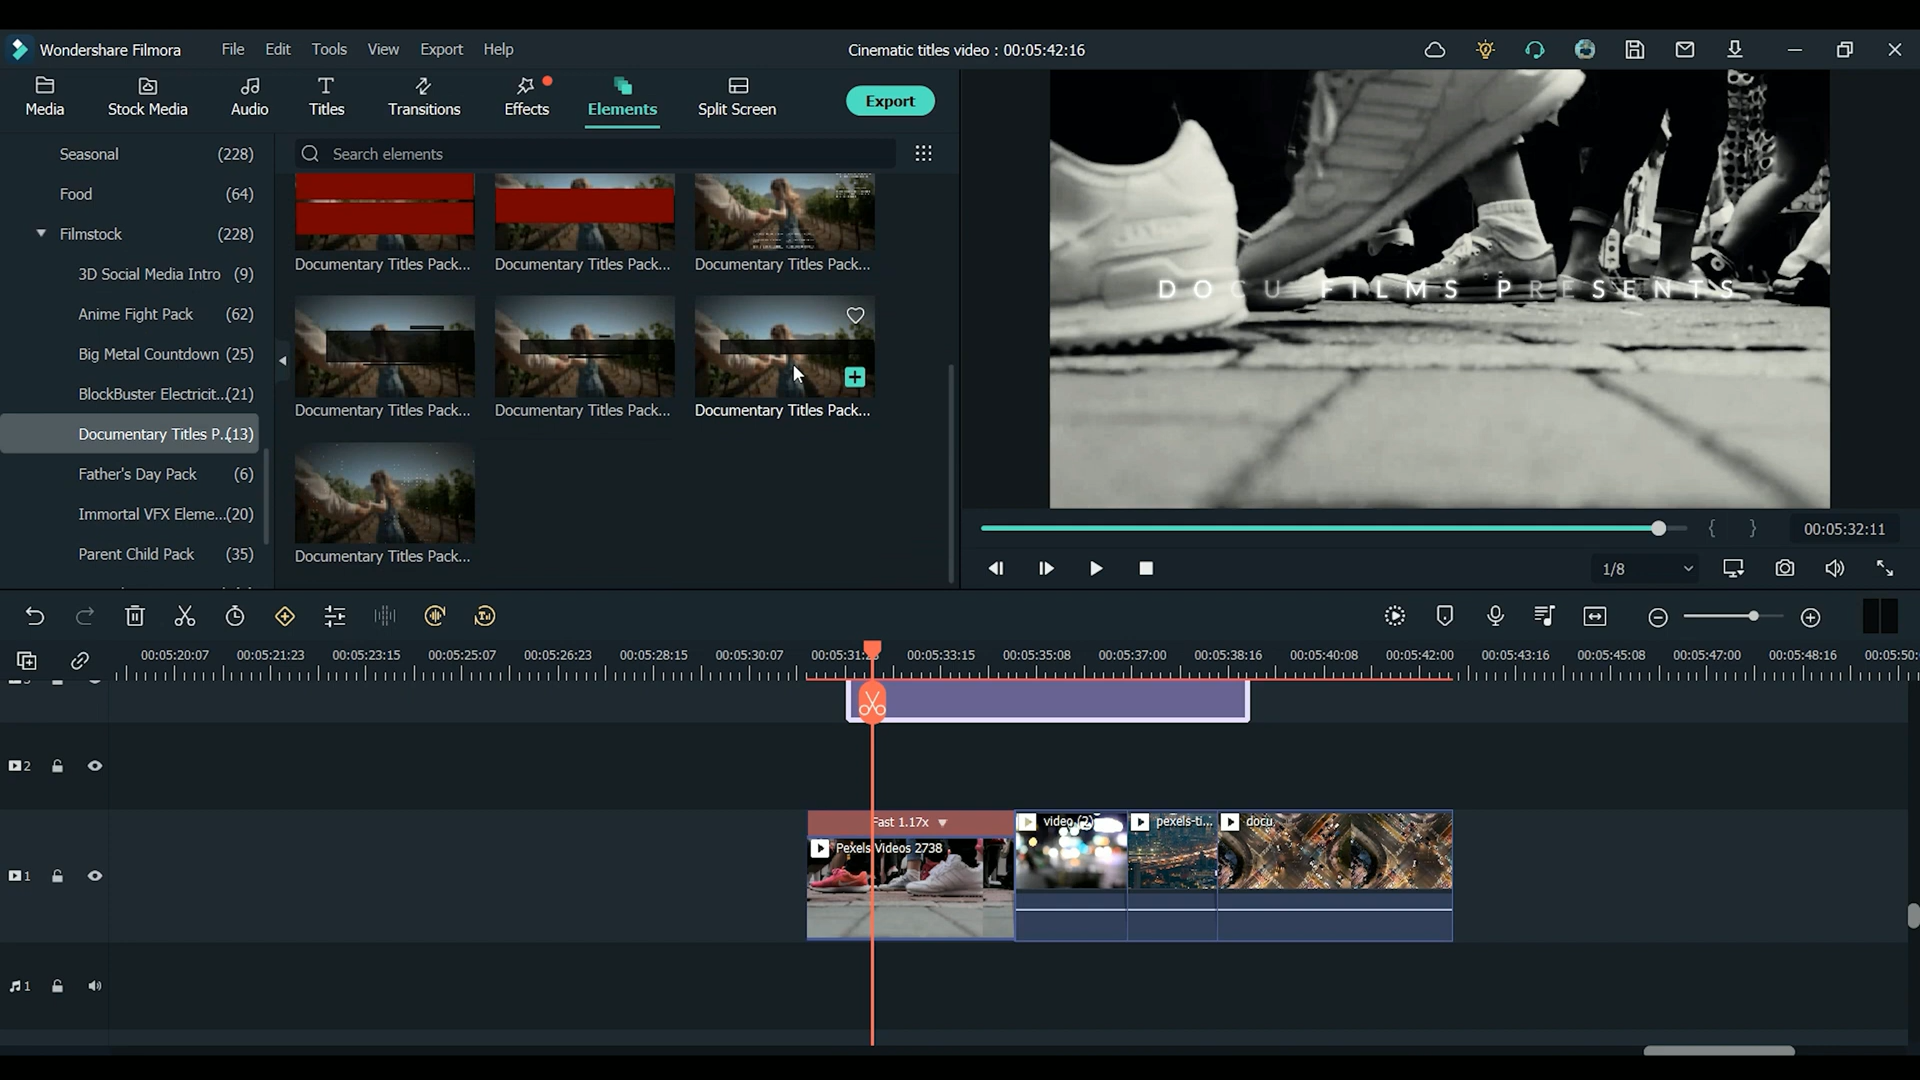 Wondershare Filmora File Edit Tools View Export Help Cinematic titles video : 00:05:42:16
Media Stock Media Audio Titles Transitions Effects Elements Split Screen Export
Seasonal (228)
Food (64)
Filmstock (228)
3D Social Media Intro (9)
Anime Fight Pack (62)
Big Metal Countdown (25)
BlockBuster Electricit...(21)
Documentary Titles P...(13)
Father's Day Pack (6)
Immortal VFX Eleme...(20)
Parent Child Pack (35)
Search elements
Documentary Titles Pack... Documentary Titles Pack... Documentary Titles Pack...
Documentary Titles Pack... Documentary Titles Pack... Documentary Titles Pack...
Documentary Titles Pack...
DOCU FILMS PRESENTS
{ } 00:05:32:11
1/8
00:05:20:07 00:05:21:23 00:05:23:15 00:05:25:07 00:05:26:23 00:05:28:15 00:05:30:07 00:05:33:15 00:05:35:08 00:05:37:00 00:05:38:16 00:05:40:08 00:05:42:00 00:05:43:16 00:05:45:08 00:05:47:00 00:05:48:16 00:05:50:
2
Fast 1.17x
Pexels Videos 2738 video (2) pexels-ti... docu
1
1